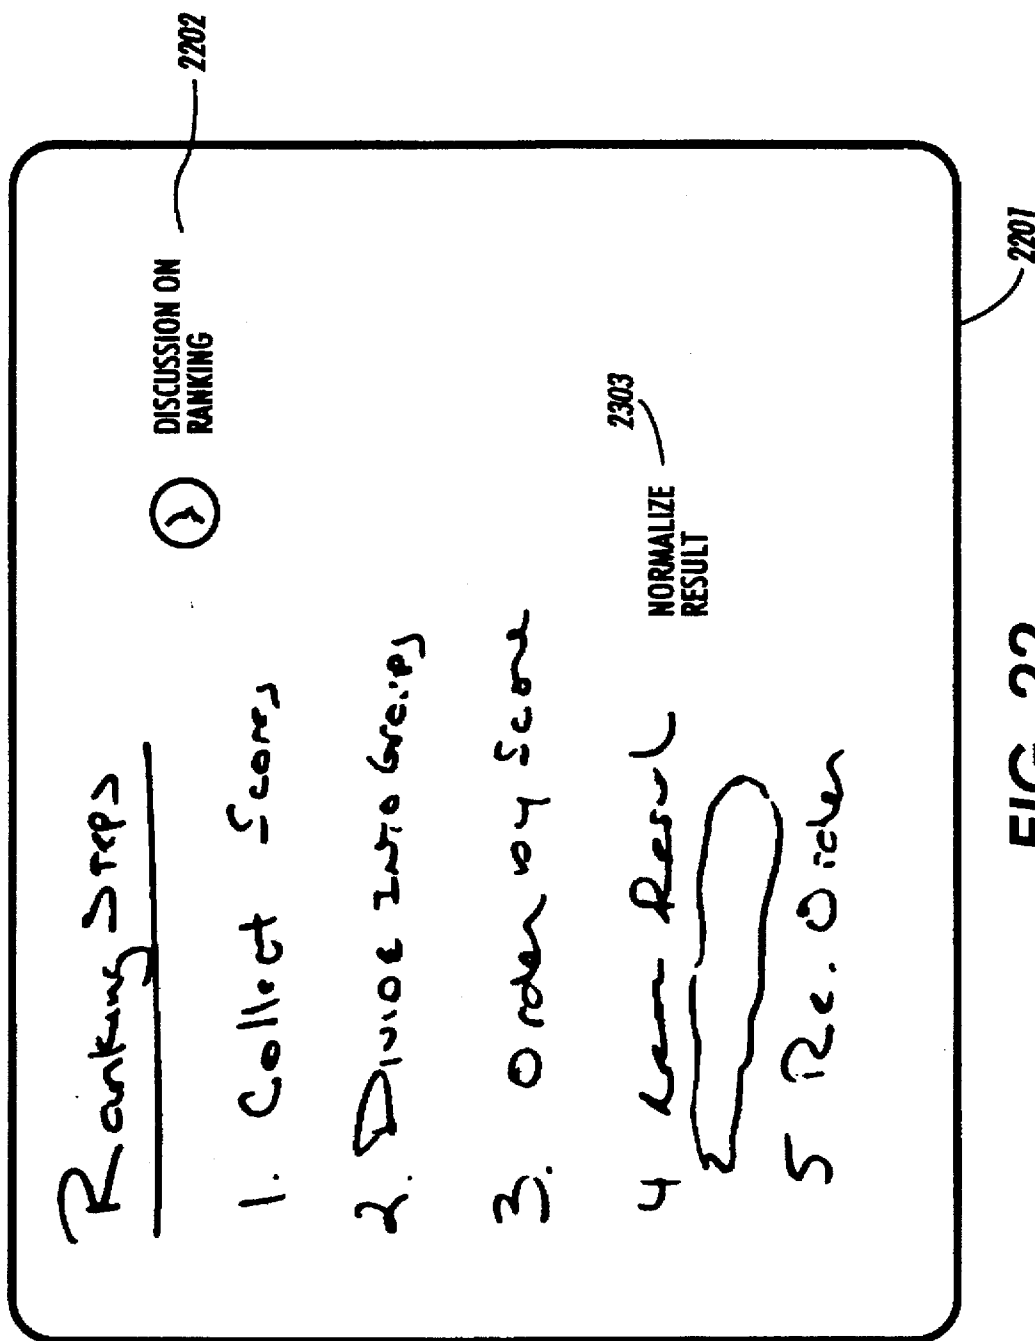 2202
Ranking Steps
DISCUSSION ON
RANKING
1. Collect Scores
2. Divide Into Groups
3. Order by Score
2303
4 Result
NORMALIZE
RESULT
5 Re. Order
2201
FIG. 22